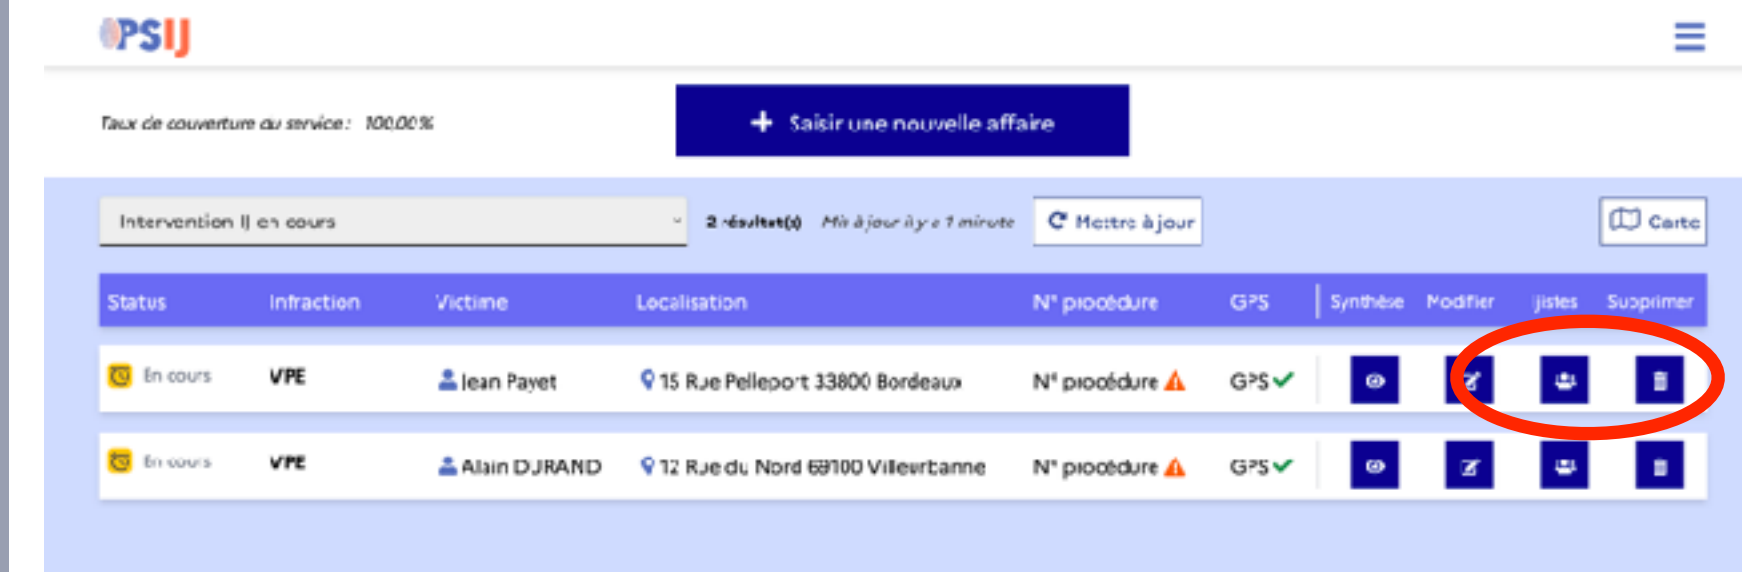 PSIJ
Taux de couverture du service : 100,00 %
+ Saisir une nouvelle affaire
Intervention IJ en cours
2 résultat(s) Mis à jour il y a 1 minute Mettre à jour Carte
Status Infraction Victime Localisation N° procédure GPS Synthèse Modifier Ijistes Supprimer
En cours VPE Jean Payet 15 Rue Pelleport 33800 Bordeaux N° procédure GPS
En cours VPE Alain DURAND 12 Rue du Nord 69100 Villeurbanne N° procédure GPS